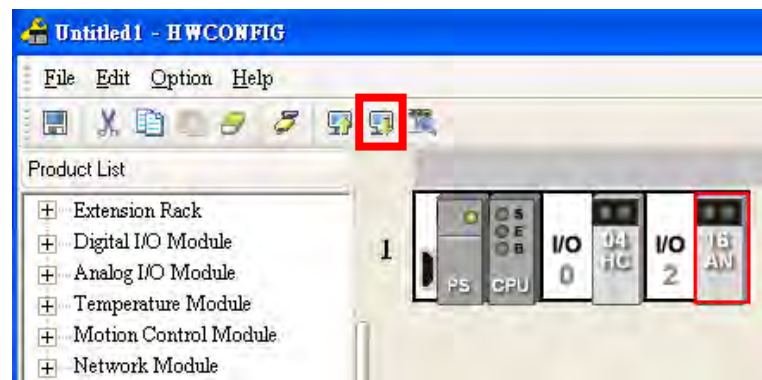 Untitled1 - HWCONFIG
File Edit Option Help
Product List
Extension Rack
Digital I/O Module
Analog I/O Module
Temperature Module
Motion Control Module
Network Module
1
PS
CPU
S
E
B
I/O
0
04
HC
I/O
2
16
AN